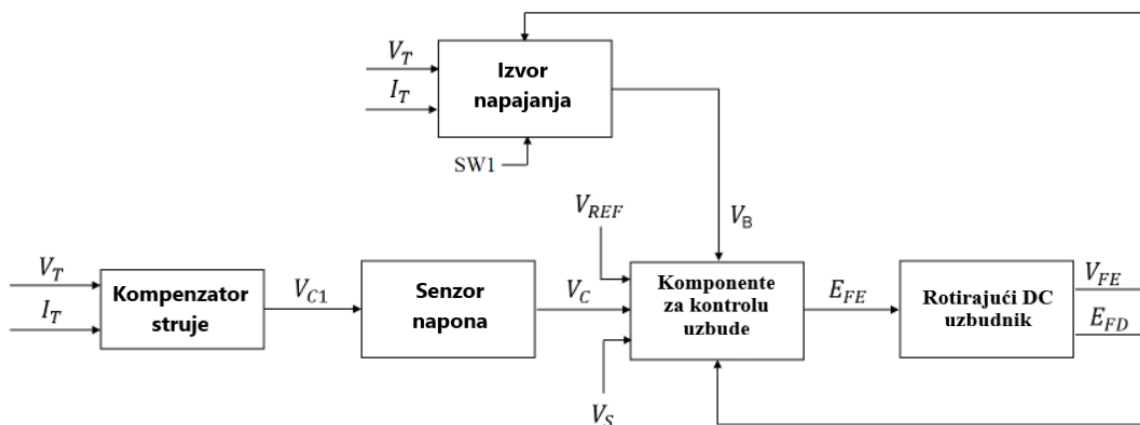 V_T
I_T
Izvor
napajanja
SW1
V_REF
V_B
V_T
I_T
Kompenzator
struje
V_C1
Senzor
napona
V_C
Komponente
za kontrolu
uzbude
E_FE
Rotirajući DC
uzbudnik
V_FE
E_FD
V_S